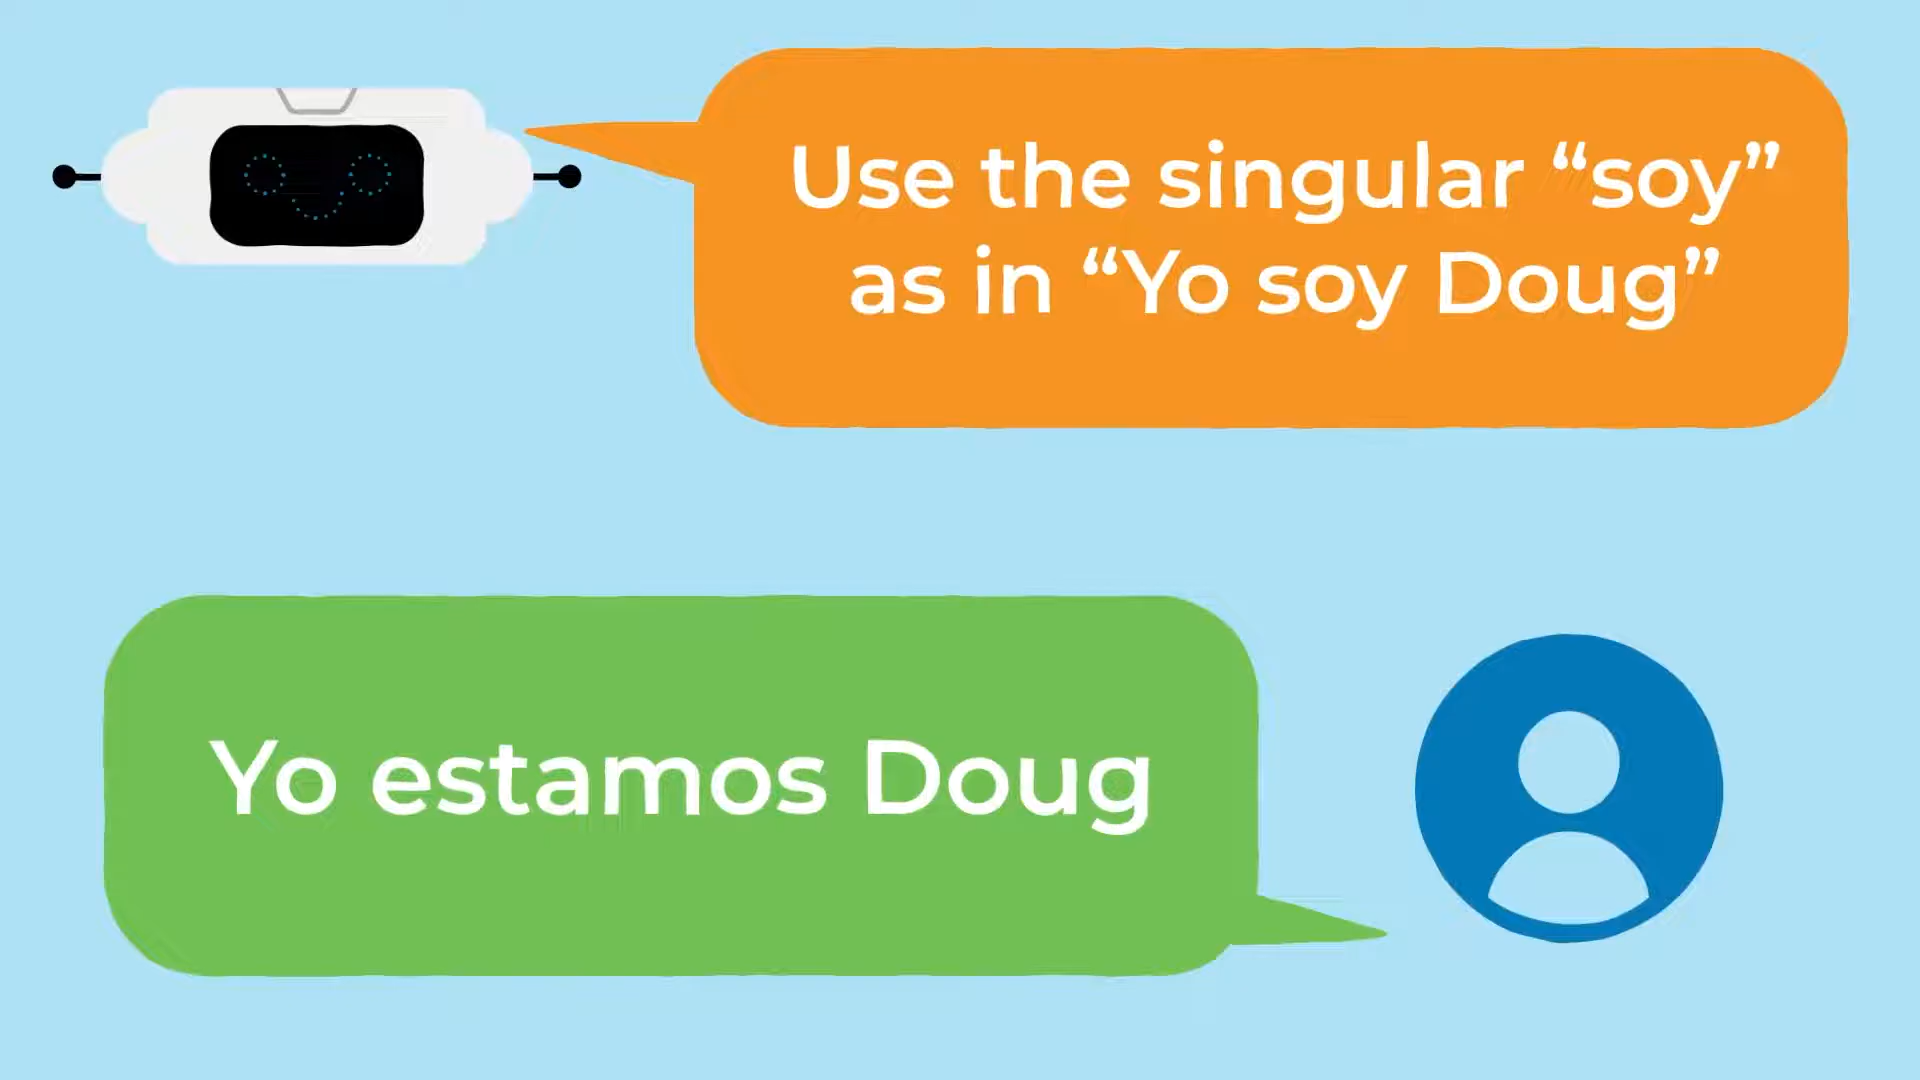 Use the singular “soy”
as in “Yo soy Doug”
Yo estamos Doug